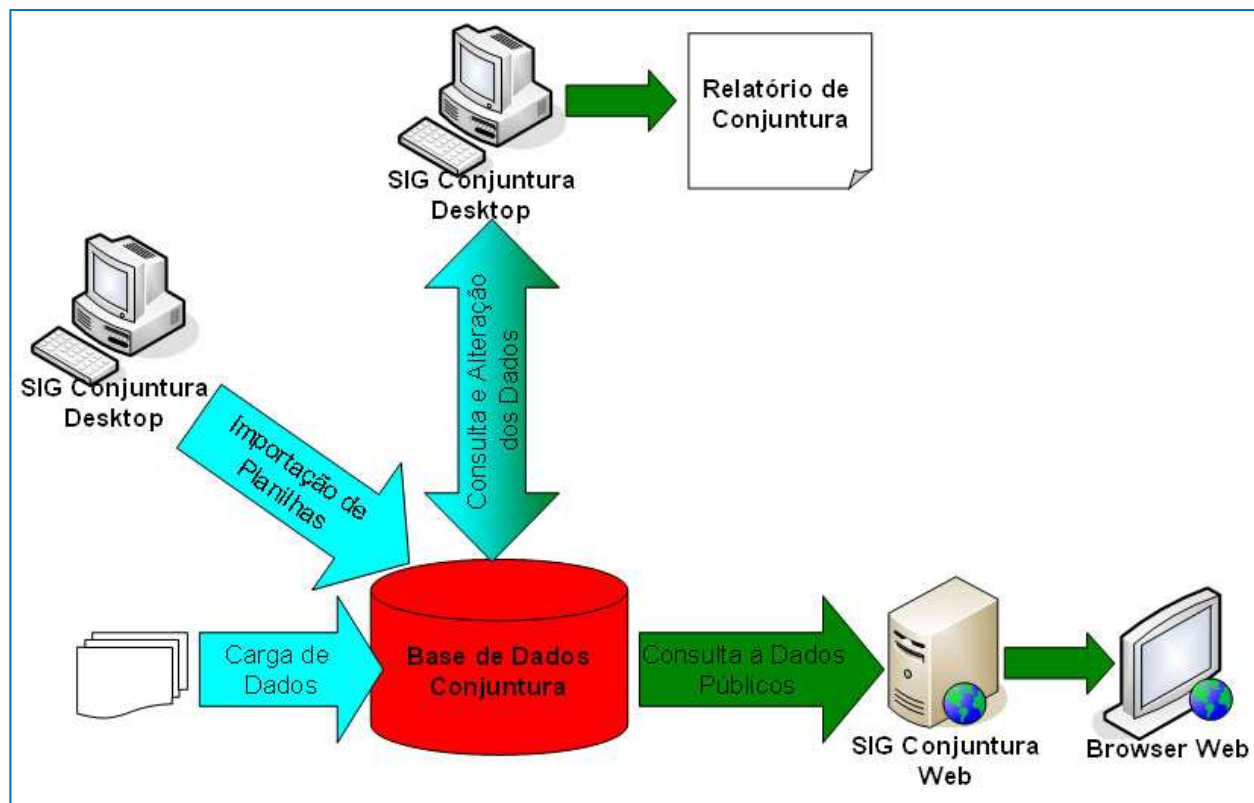 Relatório de
Conjuntura
SIG Conjuntura
Desktop
Consulta e Alteração
dos Dados
SIG Conjuntura
Desktop
Importação de
Planilhas
Carga de
Dados
Base de Dados
Conjuntura
Consulta a Dados
Públicos
SIG Conjuntura
Web
Browser Web